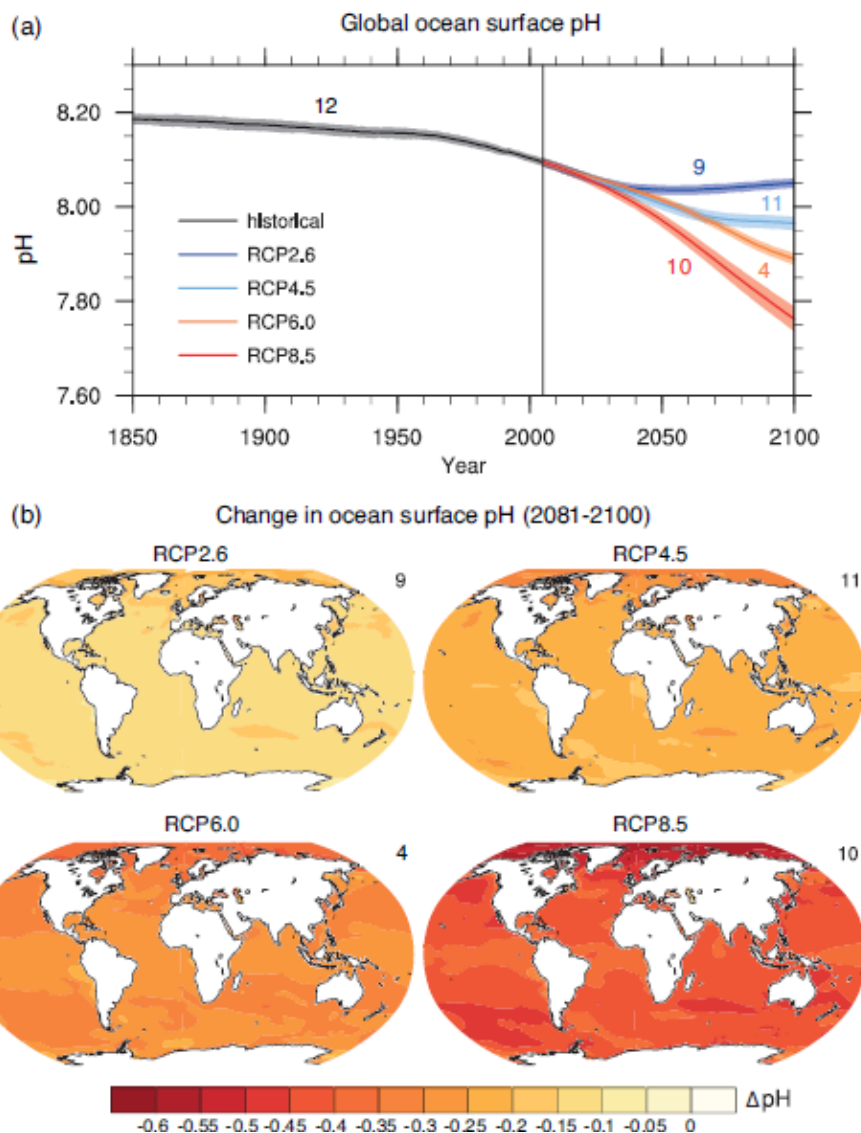 (a) Global ocean surface pH
12
8.20
9
8.00
11
historical
pH
RCP2.6
10
4
RCP4.5
7.80
RCP6.0
RCP8.5
7.60
1850 1900 1950 2000 2050 2100
Year
(b) Change in ocean surface pH (2081-2100)
RCP2.6 RCP4.5
9 11
RCP6.0 RCP8.5
4 10
ΔpH
-0.6 -0.55 -0.5 -0.45 -0.4 -0.35 -0.3 -0.25 -0.2 -0.15 -0.1 -0.05 0